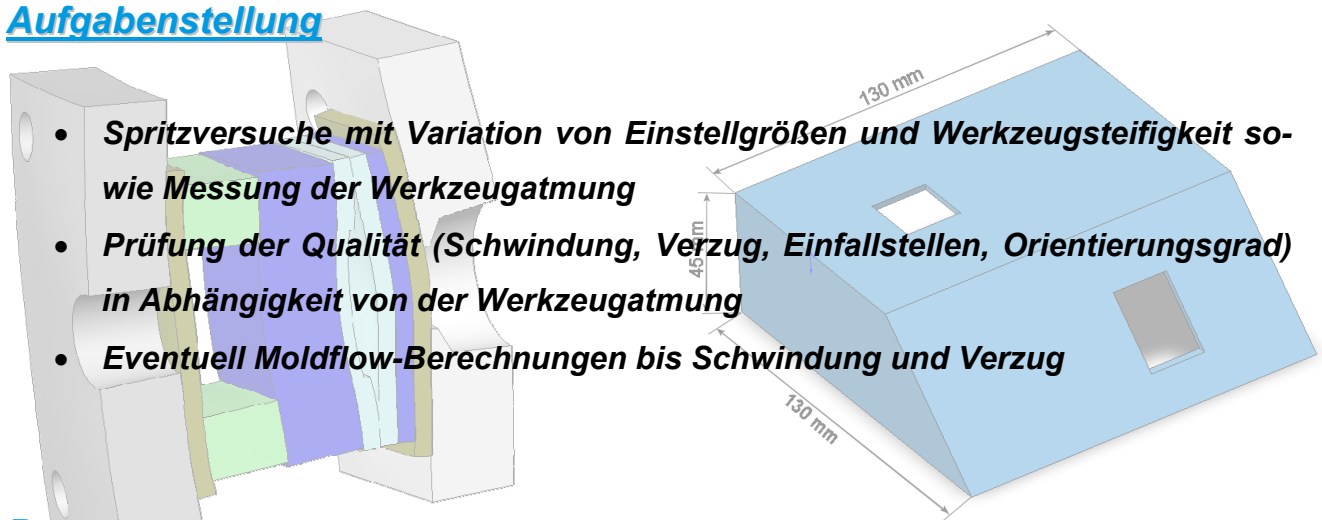 Aufgabenstellung
130 mm
• Spritzversuche mit Variation von Einstellgrößen und Werkzeugsteifigkeit so-
wie Messung der Werkzeugatmung
• Prüfung der Qualität (Schwindung, Verzug, Einfallstellen, Orientierungsgrad)
45 mm
in Abhängigkeit von der Werkzeugatmung
• Eventuell Moldflow-Berechnungen bis Schwindung und Verzug
130 mm